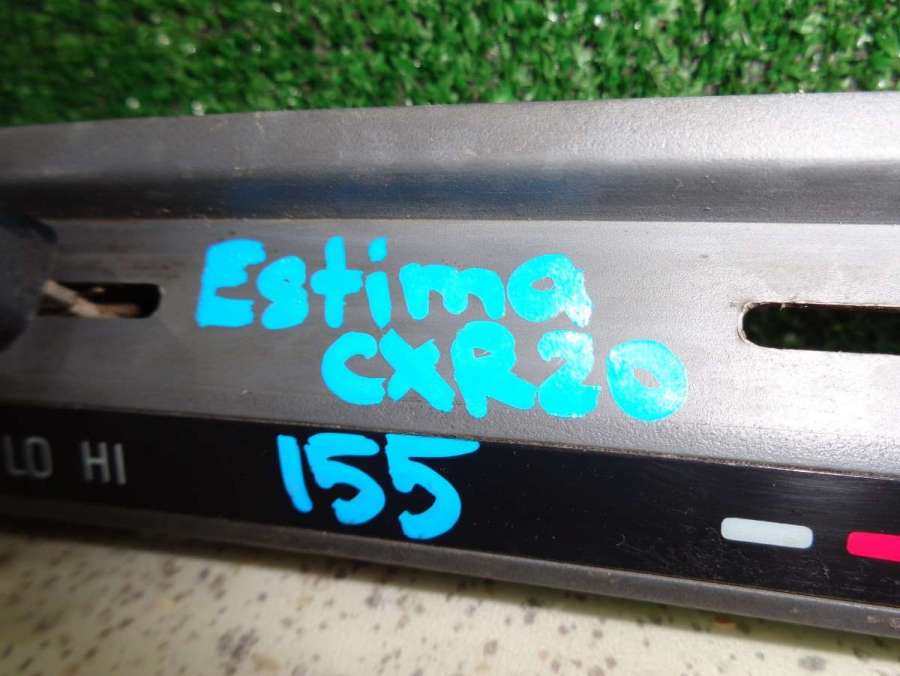 Estima
CXR20
LO HI
155